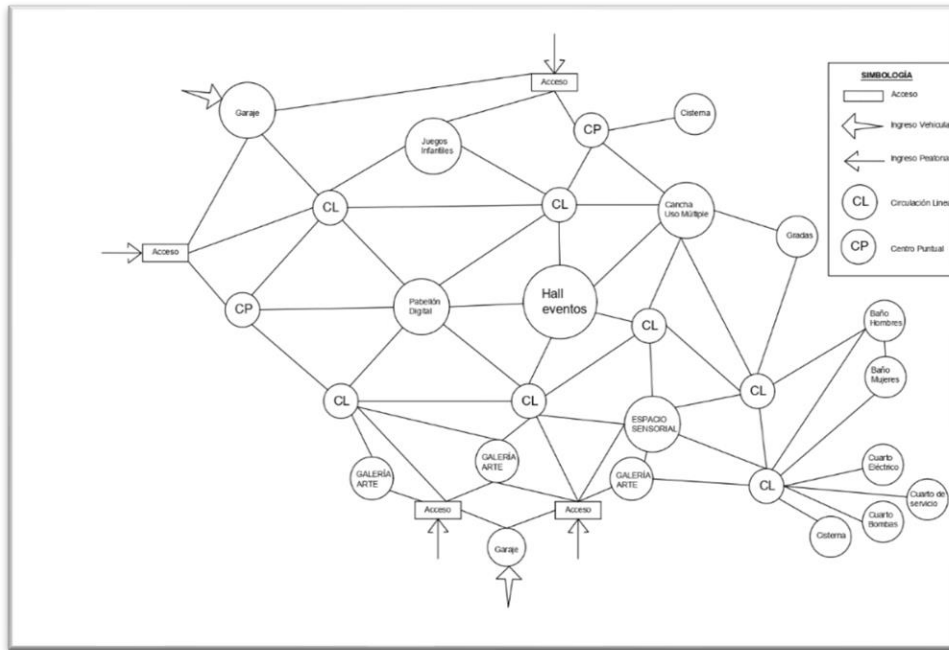 Acceso
Garaje
Cisterna
CP
Juegos
Infantiles
CL
CL
Cancha
Uso Múltiple
Gradas
Acceso
CP
Pabellón
Digital
Hall
eventos
CL
Baño
Hombres
Baño
Mujeres
CL
CL
CL
ESPACIO
SENSORIAL
GALERÍA
ARTE
GALERÍA
ARTE
GALERÍA
ARTE
CL
Cuarto
Eléctrico
Cuarto de
servicio
Cuarto
Bombas
Cisterna
Acceso
Acceso
Garaje
SIMBOLOGÍA
Acceso
Ingreso Vehicula
Ingreso Peatona
CL
Circulación Linea
CP
Centro Puntual